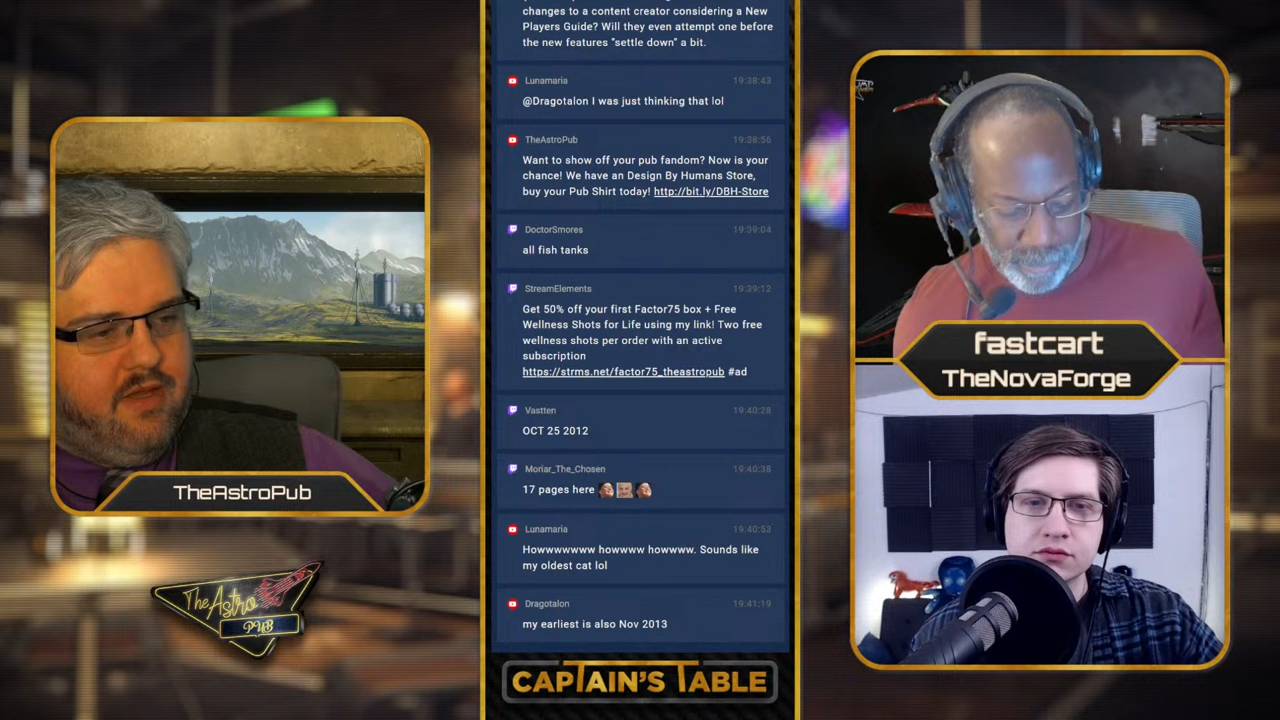 changes to a content creator considering a New
Players Guide? Will they even attempt one before
the new features "settle down" a bit.
Lunamaria 19:38:43
@Dragotalon I was just thinking that lol
TheAstroPub 19:38:56
Want to show off your pub fandom? Now is your
chance! We have an Design By Humans Store,
buy your Pub Shirt today! http://bit.ly/DBH-Store
DoctorSmores 19:39:04
all fish tanks
StreamElements 19:39:12
Get 50% off your first Factor75 box + Free
Wellness Shots for Life using my link! Two free
wellness shots per order with an active
subscription
https://strms.net/factor75_theastropub #ad
Vastten 19:40:28
OCT 25 2012
Moriar_The_Chosen 19:40:38
17 pages here
Lunamaria 19:40:53
Howwwwwww howwww howwww. Sounds like
my oldest cat lol
Dragotalon 19:41:19
my earliest is also Nov 2013
CAPTAIN'S TABLE
TheAstroPub
The Astro
PUB
fastcart
TheNovaForge